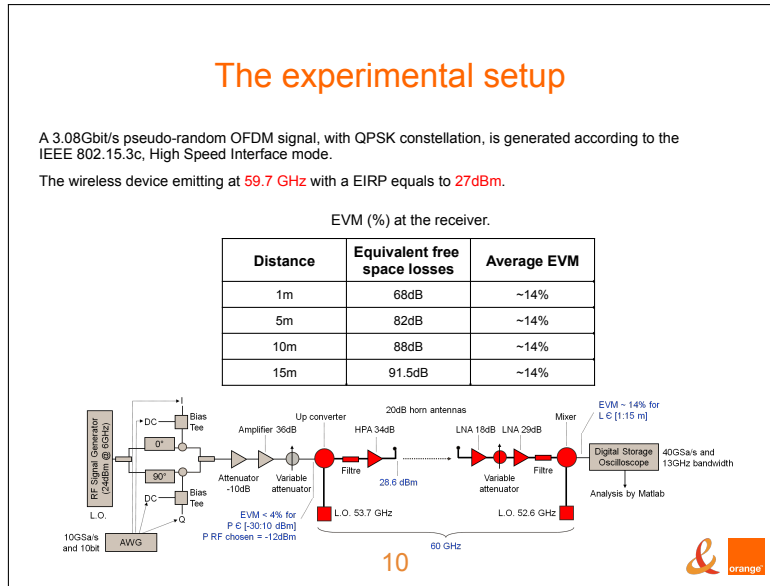 The experimental setup
A 3.08Gbit/s pseudo-random OFDM signal, with QPSK constellation, is generated according to the
IEEE 802.15.3c, High Speed Interface mode.
The wireless device emitting at 59.7 GHz with a EIRP equals to 27dBm.
EVM (%) at the receiver.
Distance
Equivalent free
space losses
Average EVM
1m 68dB ~14%
5m 82dB ~14%
10m 88dB ~14%
15m 91.5dB ~14%
RF Signal Generator
(24dBm @ 6GHz)
L.O.
10GSa/s
and 10bit
AWG
I
DC
Bias
Tee
0°
90°
DC
Bias
Tee
Q
Attenuator
-10dB
Amplifier 36dB
Variable
attenuator
Up converter
EVM < 4% for
P Є [-30:10 dBm]
P RF chosen = -12dBm
Filtre
HPA 34dB
L.O. 53.7 GHz
20dB horn antennas
28.6 dBm
60 GHz
LNA 18dB
Variable
attenuator
LNA 29dB
Filtre
Mixer
L.O. 52.6 GHz
EVM ~ 14% for
L Є [1:15 m]
Digital Storage
Oscilloscope
40GSa/s and
13GHz bandwidth
Analysis by Matlab
10
&
orange™